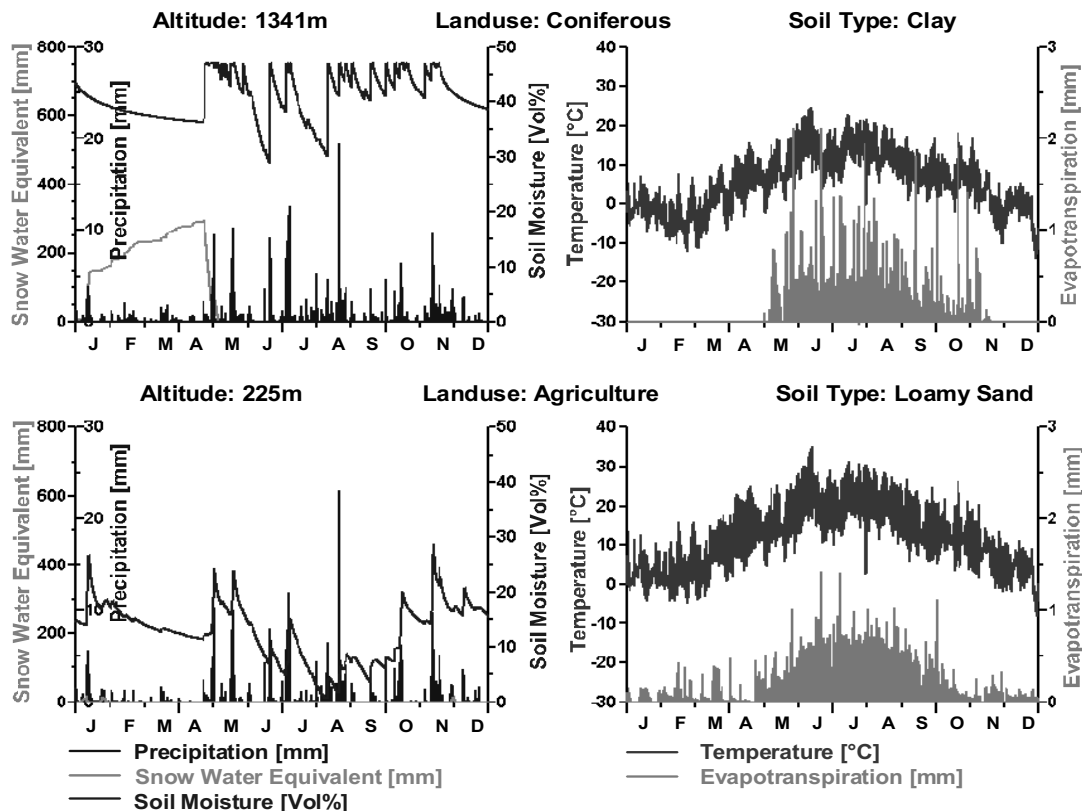 Altitude: 1341m Landuse: Coniferous Soil Type: Clay
Snow Water Equivalent [mm]
800
600
400
200
0
Precipitation [mm]
30
20
10
Soil Moisture [Vol%]
50
40
30
20
10
0
J F M A M J J A S O N D
Temperature [°C]
40
30
20
10
0
-10
-20
-30
Evapotranspiration [mm]
3
2
1
0
J F M A M J J A S O N D
Altitude: 225m Landuse: Agriculture Soil Type: Loamy Sand
Snow Water Equivalent [mm]
800
600
400
200
0
Precipitation [mm]
30
20
10
Soil Moisture [Vol%]
50
40
30
20
10
0
J F M A M J J A S O N D
Temperature [°C]
40
30
20
10
0
-10
-20
-30
Evapotranspiration [mm]
3
2
1
0
J F M A M J J A S O N D
Precipitation [mm]
Snow Water Equivalent [mm]
Soil Moisture [Vol%]
Temperature [°C]
Evapotranspiration [mm]